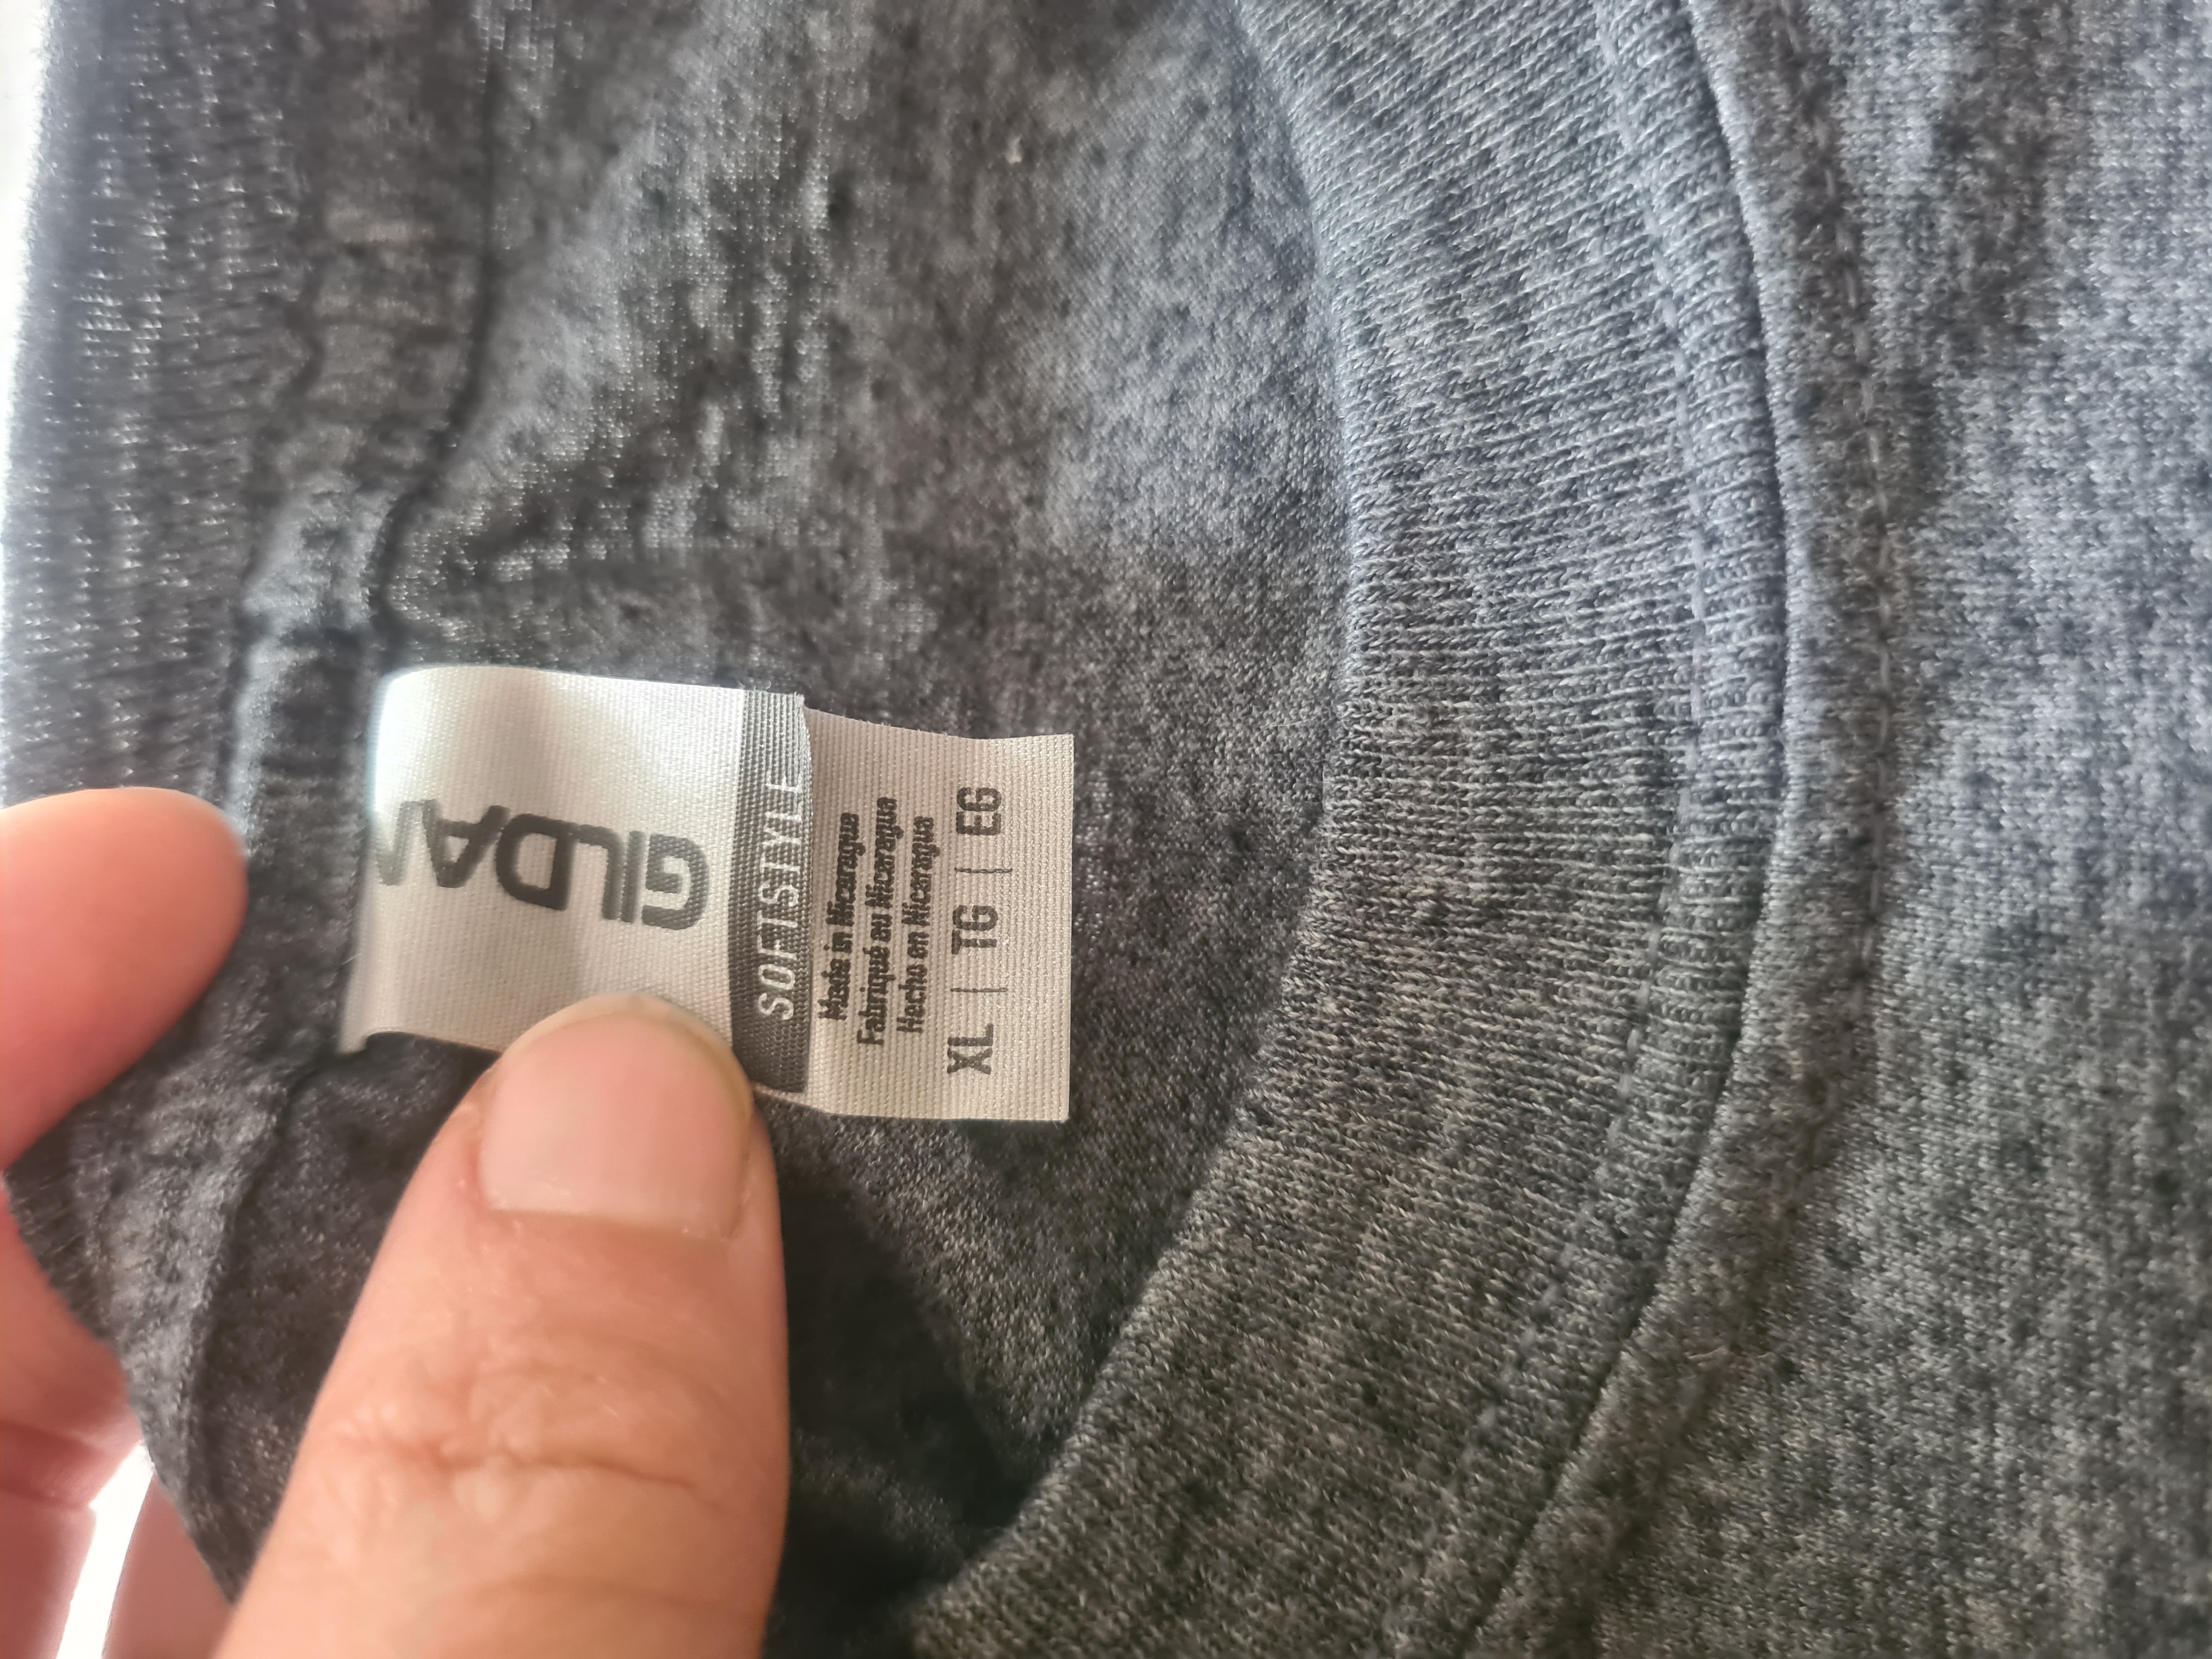 GILDAN
SOFTSTYLE
Made in Nicaragua
Fabriqué au Nicaragua
Hecho en Nicaragua
XL | TG | EG